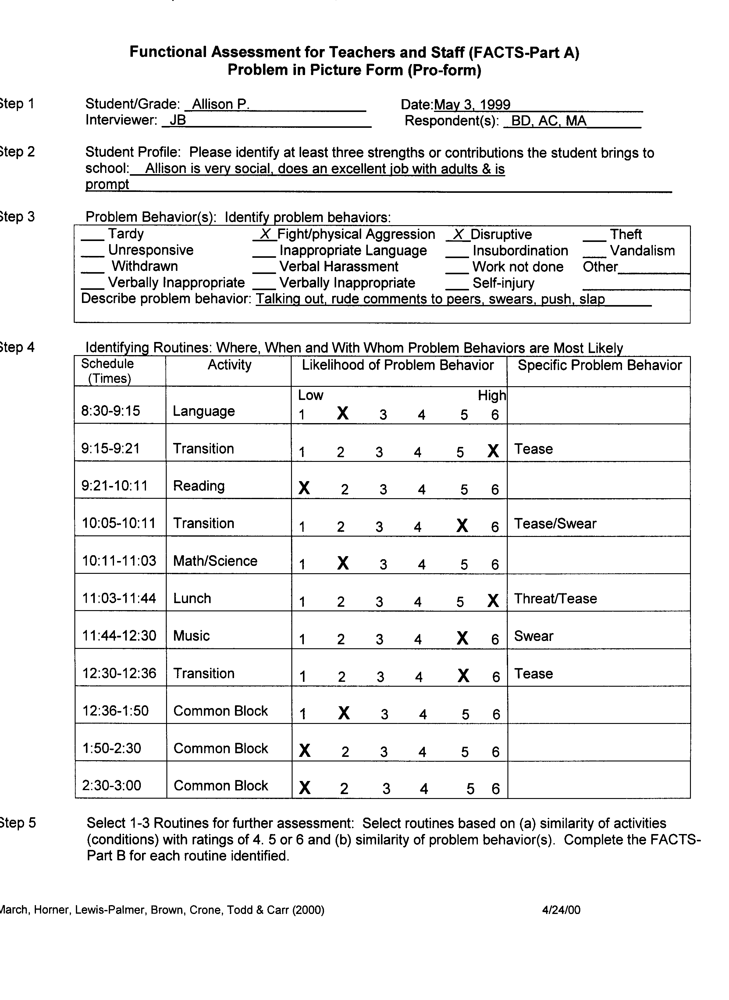 Functional Assessment for Teachers and Staff (FACTS-Part A)
Problem in Picture Form (Pro-form)
Step 1 Student/Grade: Allison P. Date: May 3, 1999
Interviewer: JB Respondent(s): BD, AC, MA
Step 2 Student Profile: Please identify at least three strengths or contributions the student brings to
school: Allison is very social, does an excellent job with adults & is
prompt
Step 3 Problem Behavior(s): Identify problem behaviors:
___ Tardy X Fight/physical Aggression X Disruptive ___ Theft
___ Unresponsive ___ Inappropriate Language ___ Insubordination ___ Vandalism
___ Withdrawn ___ Verbal Harassment ___ Work not done Other___
___ Verbally Inappropriate ___ Verbally Inappropriate ___ Self-injury ___
Describe problem behavior: Talking out, rude comments to peers, swears, push, slap
Step 4 Identifying Routines: Where, When and With Whom Problem Behaviors are Most Likely
Schedule Activity Likelihood of Problem Behavior Specific Problem Behavior
(Times)
Low High
8:30-9:15 Language 1 X 3 4 5 6
9:15-9:21 Transition 1 2 3 4 5 X Tease
9:21-10:11 Reading X 2 3 4 5 6
10:05-10:11 Transition 1 2 3 4 X 6 Tease/Swear
10:11-11:03 Math/Science 1 X 3 4 5 6
11:03-11:44 Lunch 1 2 3 4 5 X Threat/Tease
11:44-12:30 Music 1 2 3 4 X 6 Swear
12:30-12:36 Transition 1 2 3 4 X 6 Tease
12:36-1:50 Common Block 1 X 3 4 5 6
1:50-2:30 Common Block X 2 3 4 5 6
2:30-3:00 Common Block X 2 3 4 5 6
Step 5 Select 1-3 Routines for further assessment: Select routines based on (a) similarity of activities
(conditions) with ratings of 4. 5 or 6 and (b) similarity of problem behavior(s). Complete the FACTS-
Part B for each routine identified.
March, Horner, Lewis-Palmer, Brown, Crone, Todd & Carr (2000) 4/24/00